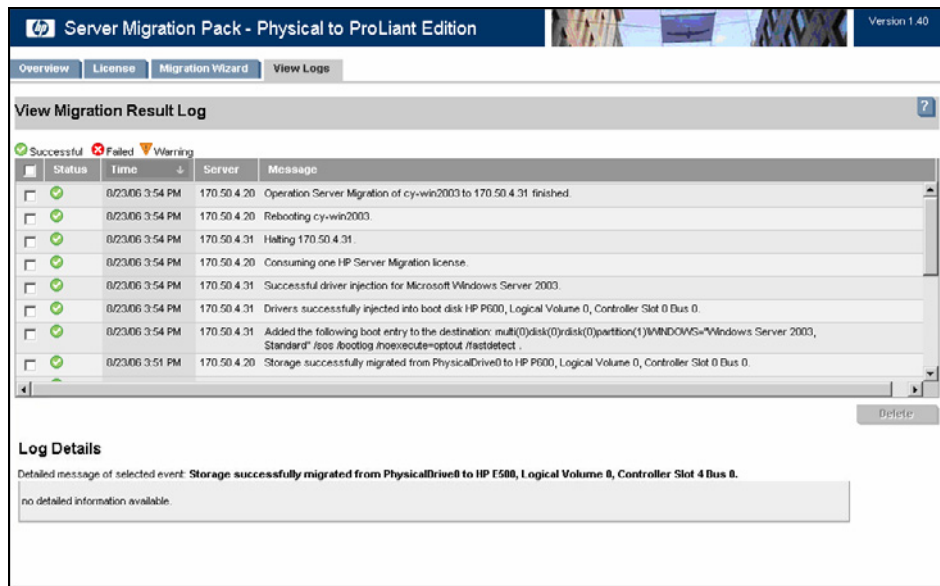 hp Server Migration Pack - Physical to ProLiant Edition
Version 1.40
Overview License Migration Wizard View Logs
View Migration Result Log
?
Successful Failed Warning
Status Time Server Message
8/23/06 3:54 PM 170.50.4.20 Operation Server Migration of cy-win2003 to 170.50.4.31 finished.
8/23/06 3:54 PM 170.50.4.20 Rebooting cy-win2003.
8/23/06 3:54 PM 170.50.4.31 Halting 170.50.4.31.
8/23/06 3:54 PM 170.50.4.20 Consuming one HP Server Migration license.
8/23/06 3:54 PM 170.50.4.31 Successful driver injection for Microsoft Windows Server 2003.
8/23/06 3:54 PM 170.50.4.31 Drivers successfully injected into boot disk HP P600, Logical Volume 0, Controller Slot 0 Bus 0.
8/23/06 3:54 PM 170.50.4.31 Added the following boot entry to the destination: multi(0)disk(0)rdisk(0)partition(1)\WINDOWS="Windows Server 2003,
Standard" /sos /bootlog /noexecute=optout /fastdetect .
8/23/06 3:51 PM 170.50.4.20 Storage successfully migrated from PhysicalDrive0 to HP P600, Logical Volume 0, Controller Slot 0 Bus 0.
Delete
Log Details
Detailed message of selected event: Storage successfully migrated from PhysicalDrive0 to HP E500, Logical Volume 0, Controller Slot 4 Bus 0.
no detailed information available.